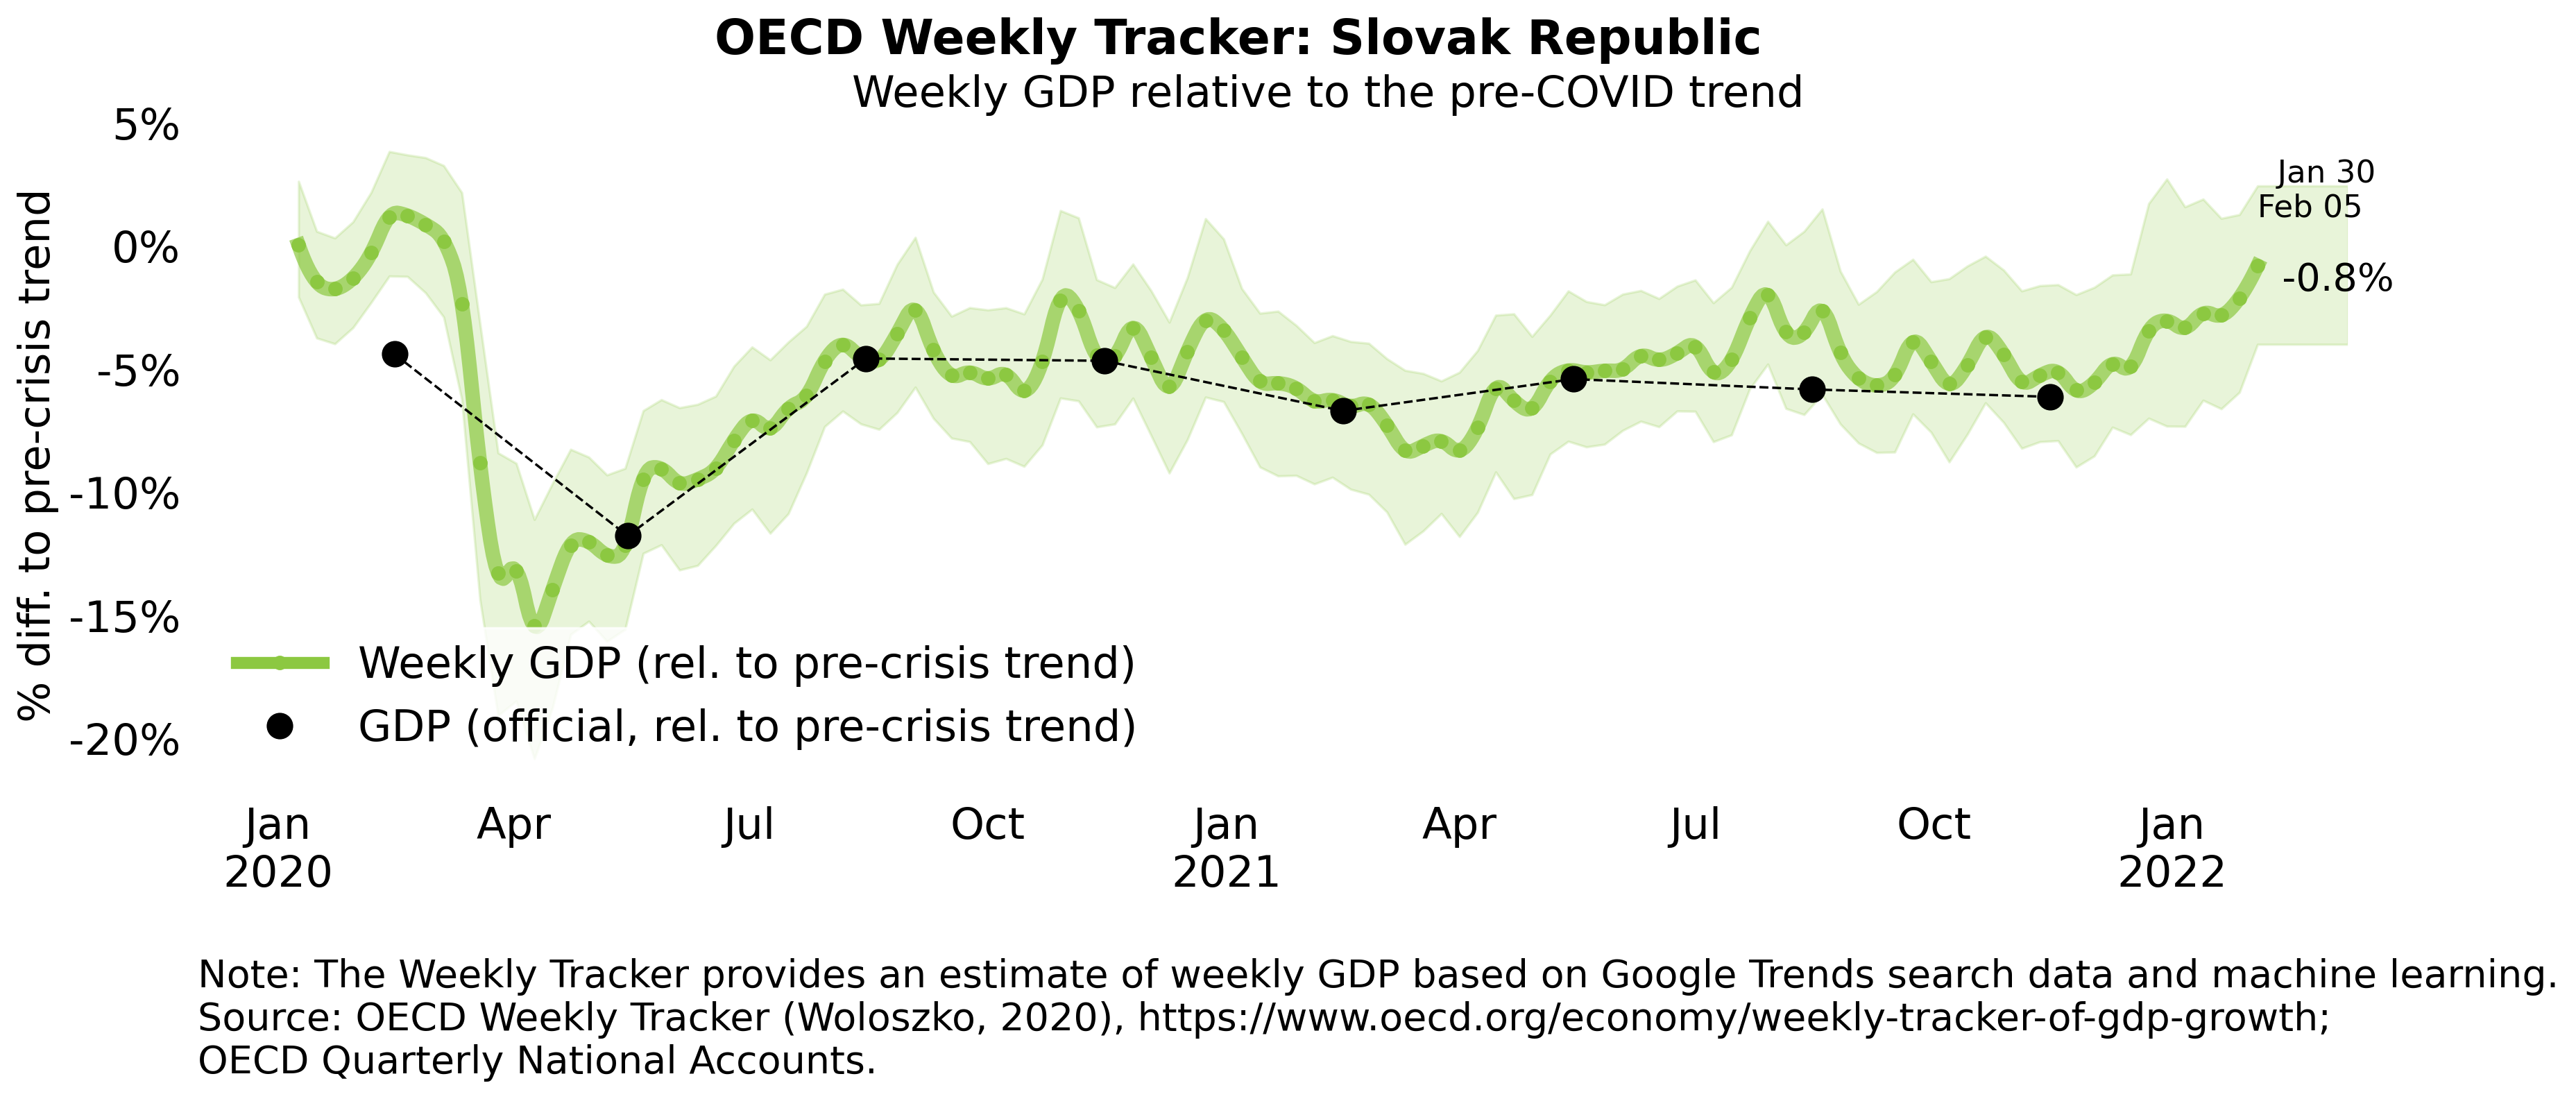 OECD Weekly Tracker: Slovak Republic
Weekly GDP relative to the pre-COVID trend
% diff. to pre-crisis trend
5%
0%
-5%
-10%
-15%
-20%
Jan 30
Feb 05
-0.8%
Weekly GDP (rel. to pre-crisis trend)
GDP (official, rel. to pre-crisis trend)
Jan Apr Jul Oct Jan Apr Jul Oct Jan
2020 2021 2022
Note: The Weekly Tracker provides an estimate of weekly GDP based on Google Trends search data and machine learning.
Source: OECD Weekly Tracker (Woloszko, 2020), https://www.oecd.org/economy/weekly-tracker-of-gdp-growth;
OECD Quarterly National Accounts.